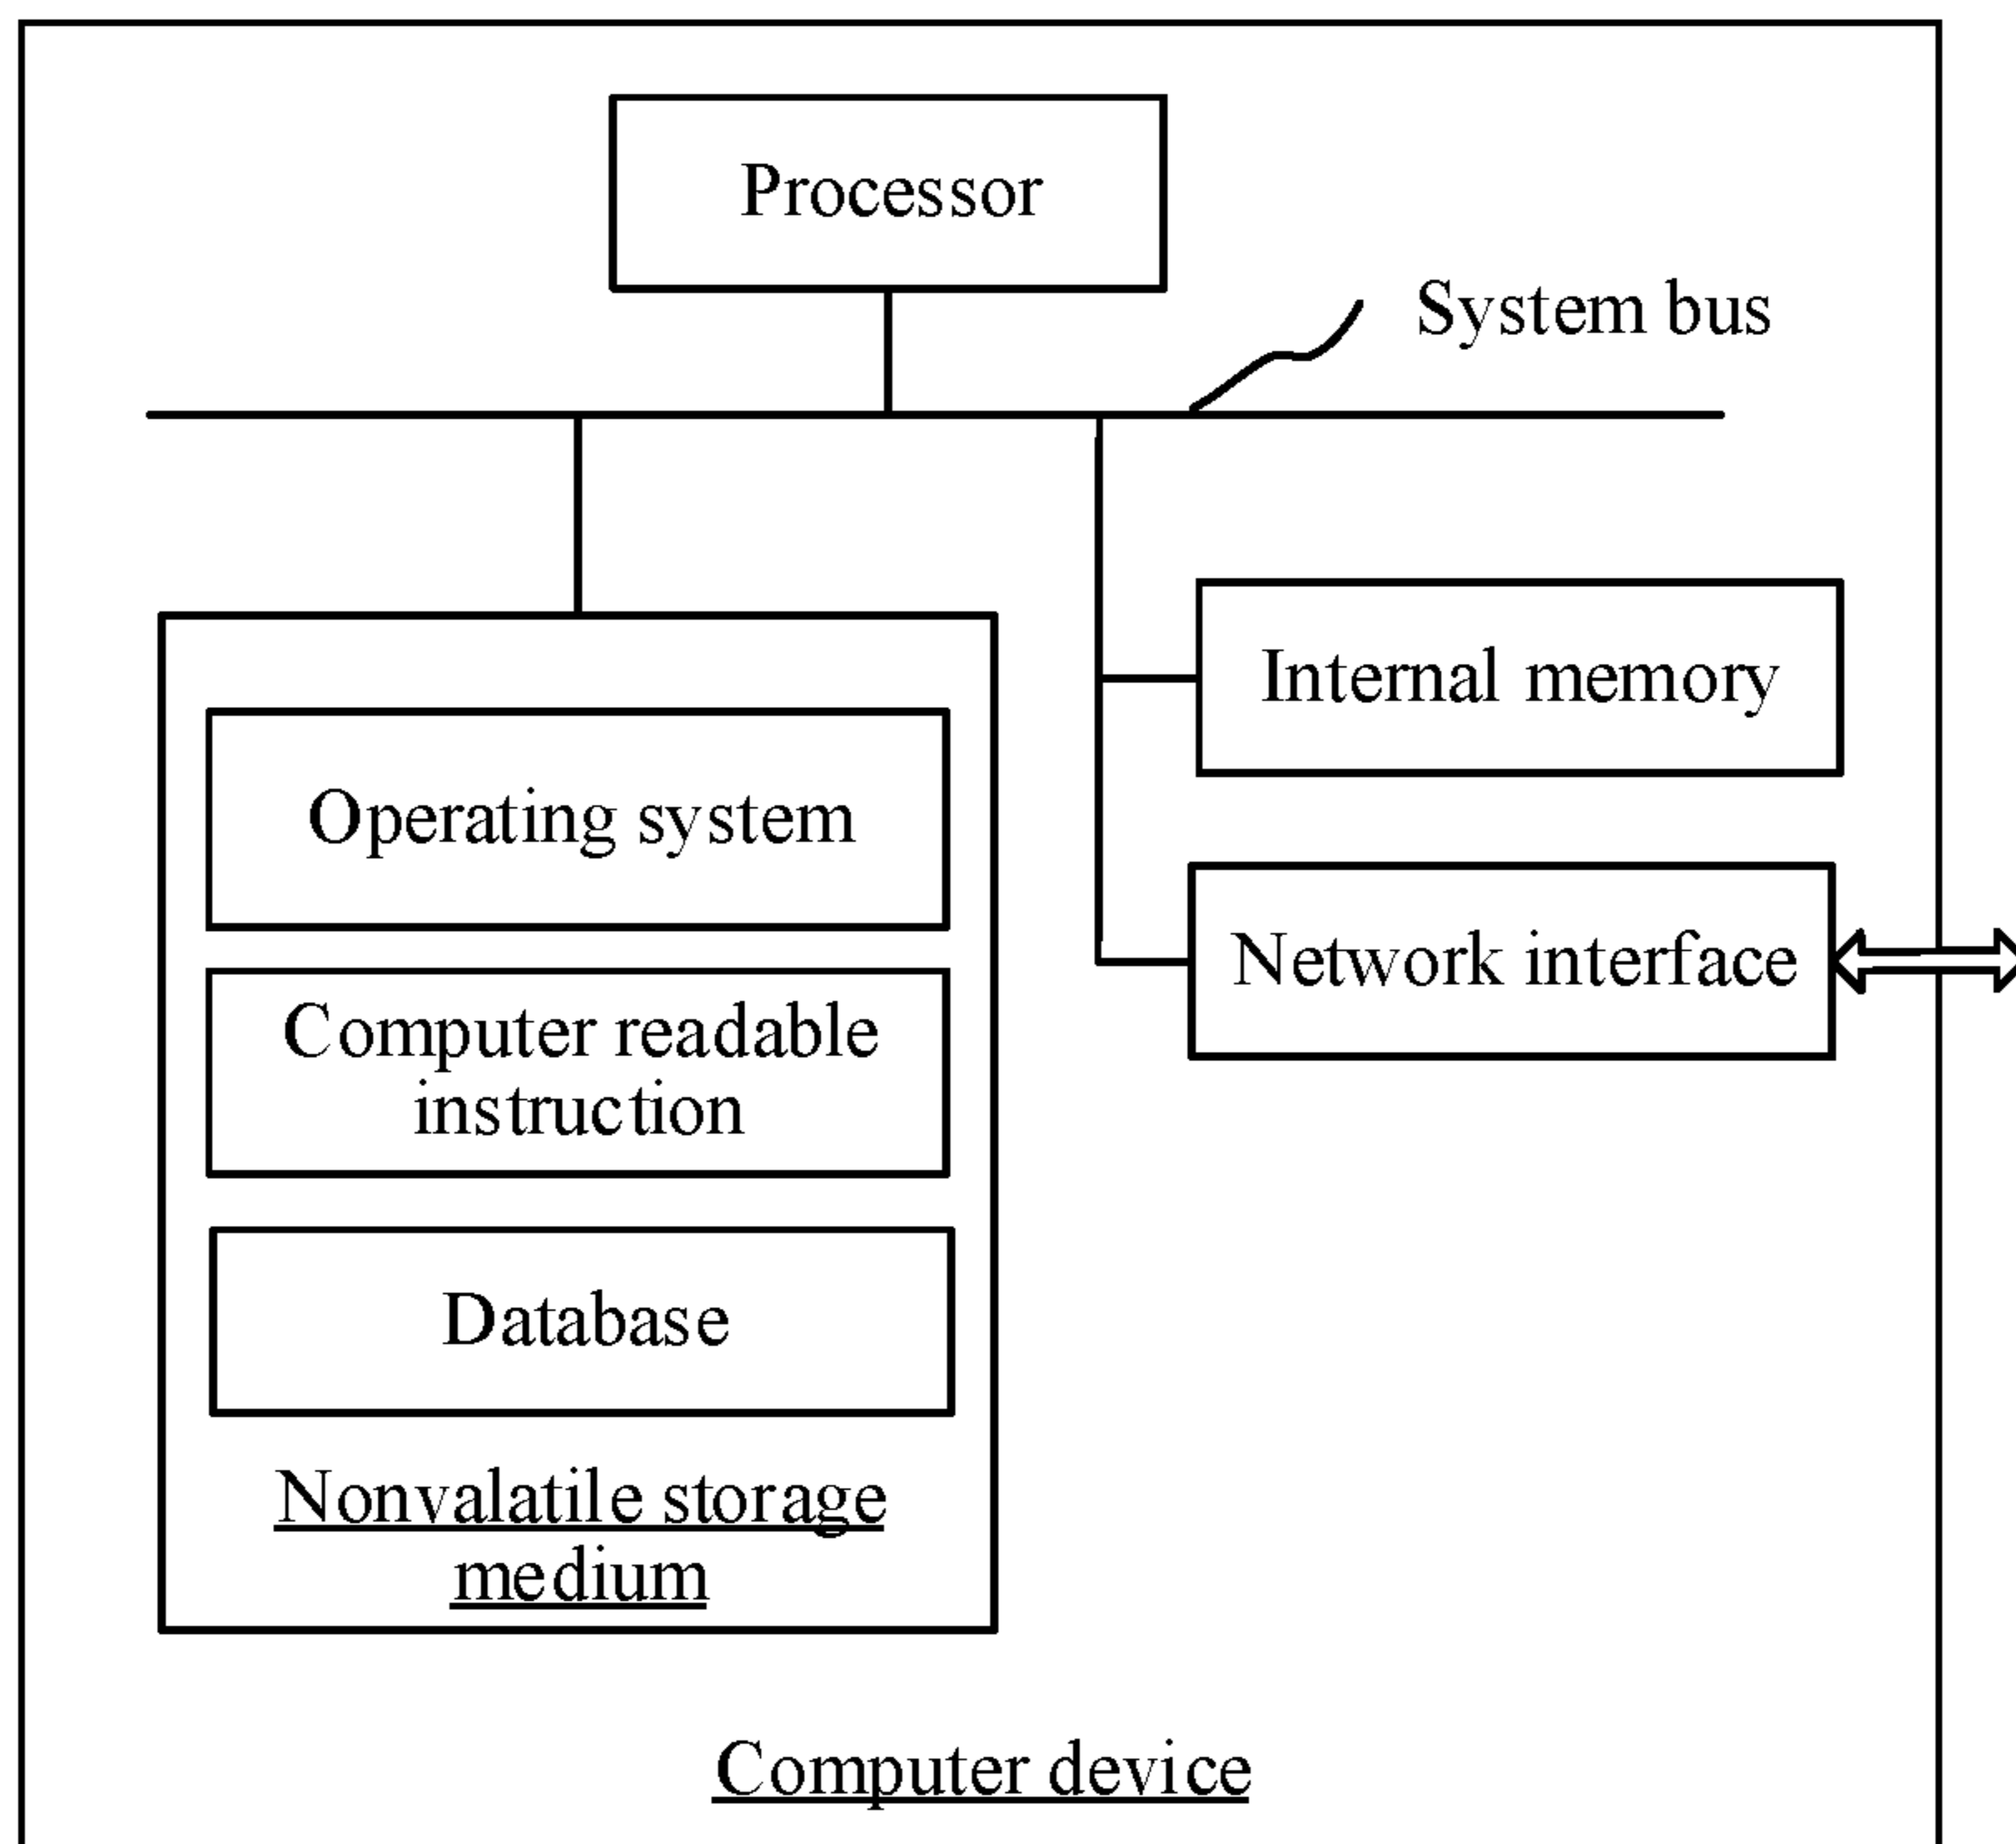 Processor
System bus
Internal memory
Operating system
Network interface
Computer readable
instruction
Database
Nonvalatile storage
medium
Computer device